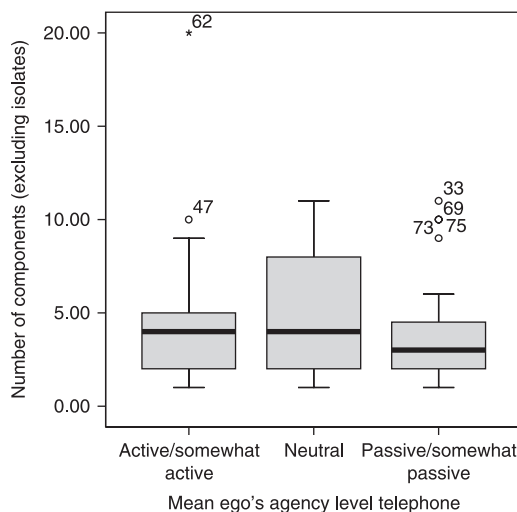 Number of components (excluding isolates)
20.00
15.00
10.00
5.00
0.00
*62
47
33
69
73 75
Active/somewhat active
Neutral
Passive/somewhat passive
Mean ego's agency level telephone